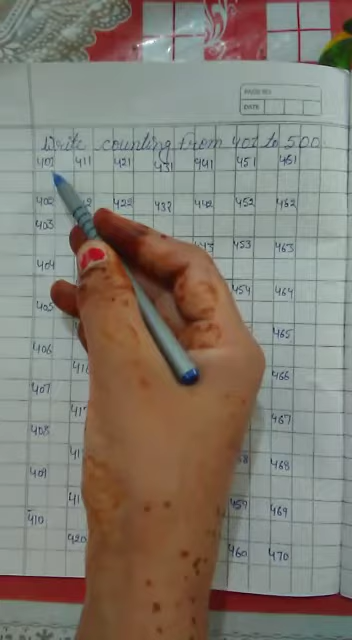 PAGE NO.
DATE
Write counting from 401 to 500
401 411 421 431 441 451 451
402 422 432 442 452 462
403 453 463
404 454 464
405 465
406 466
407 467
408 468
409 459 469
410
420 460 470